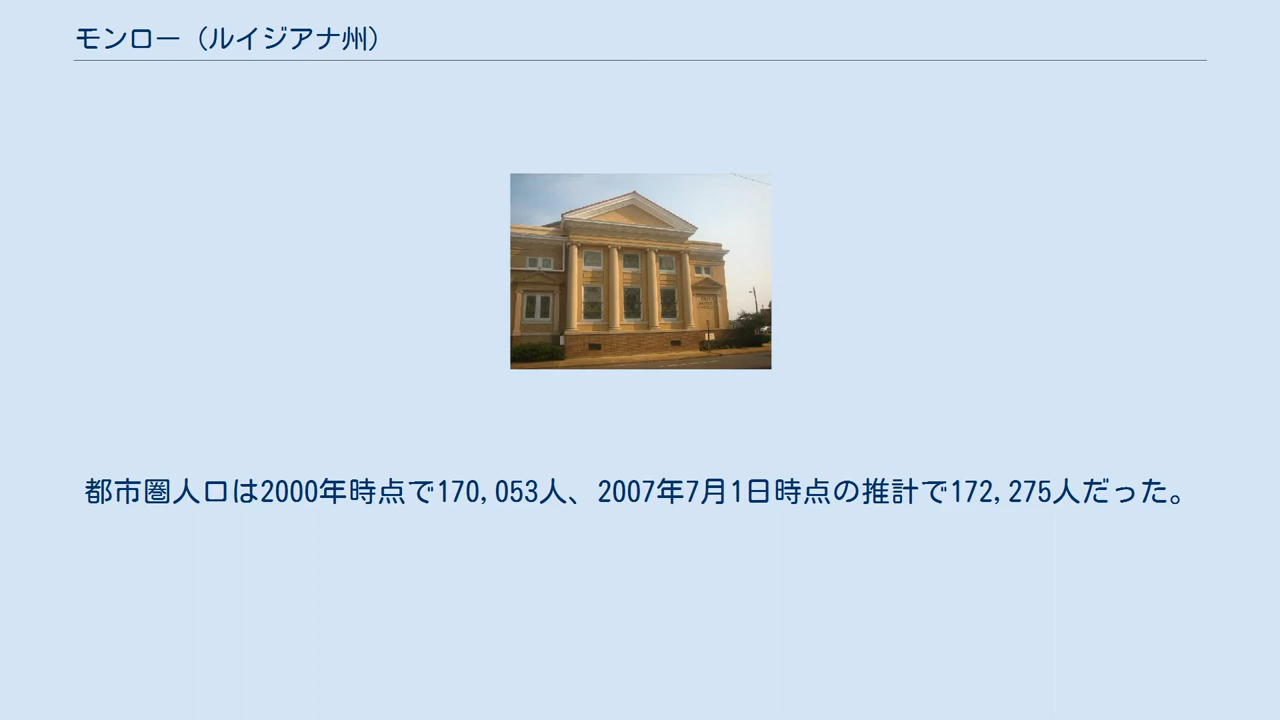 モンロー（ルイジアナ州）
都市圏人口は2000年時点で170,053人、2007年7月1日時点の推計で172,275人だった。